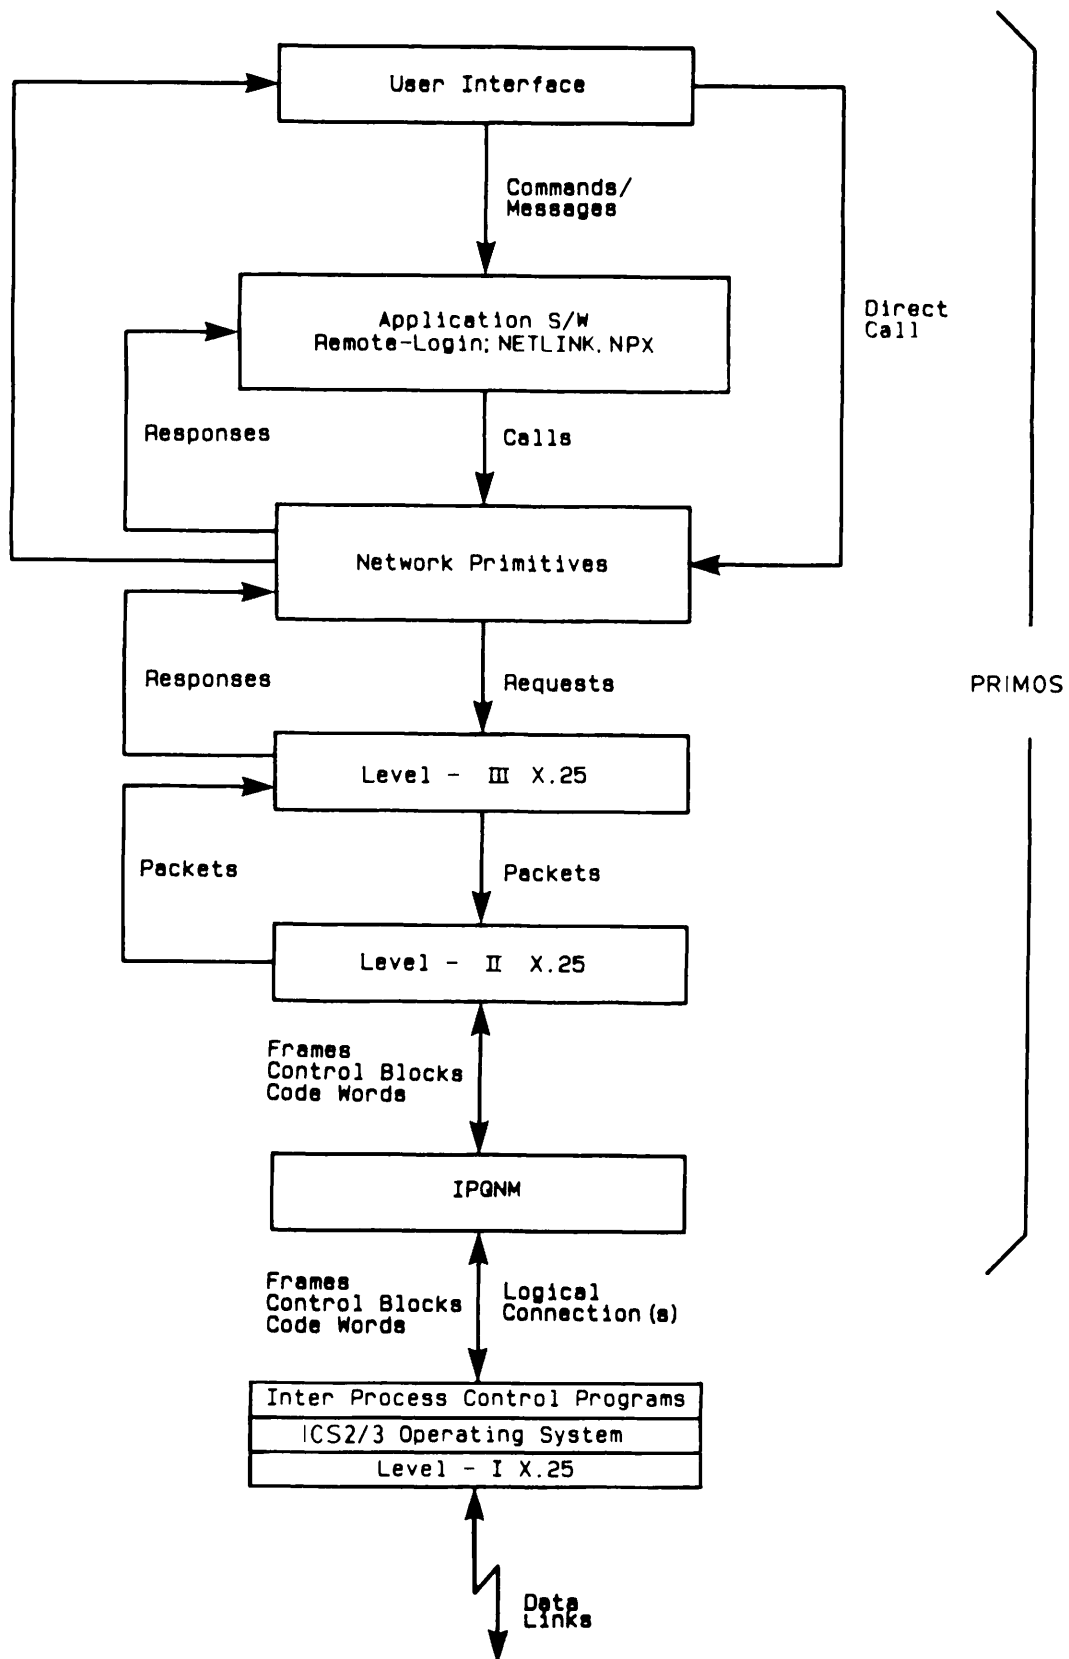 User Interface
Commands/
Messages
Direct
Call
Application S/W
Remote-Login; NETLINK, NPX
Responses
Calls
Network Primitives
Responses
Requests
PRIMOS
Level - III X.25
Packets
Packets
Level - II X.25
Frames
Control Blocks
Code Words
IPQNM
Frames
Control Blocks
Code Words
Logical
Connection(s)
Inter Process Control Programs
ICS2/3 Operating System
Level - I X.25
Data
Links